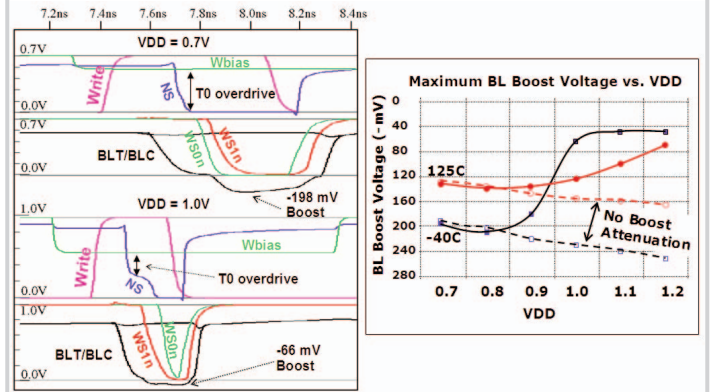 7.2ns 7.4ns 7.6ns 7.8ns 8.0ns 8.2ns 8.4ns
VDD = 0.7V
0.7V
Wbias
Write
NS
T0 overdrive
0.0V
0.7V
WS0n
WS1n
BLT/BLC
0.0V
-198 mV
Boost
VDD = 1.0V
1.0V
Wbias
Write
T0 overdrive
NS
0.0V
1.0V
WS1n
WS0n
BLT/BLC
-66 mV
Boost
0.0V
Maximum BL Boost Voltage vs. VDD
BL Boost Voltage (-mV)
0
40
80
120
160
200
240
280
125C
-40C
No Boost
Attenuation
0.7 0.8 0.9 1.0 1.1 1.2
VDD